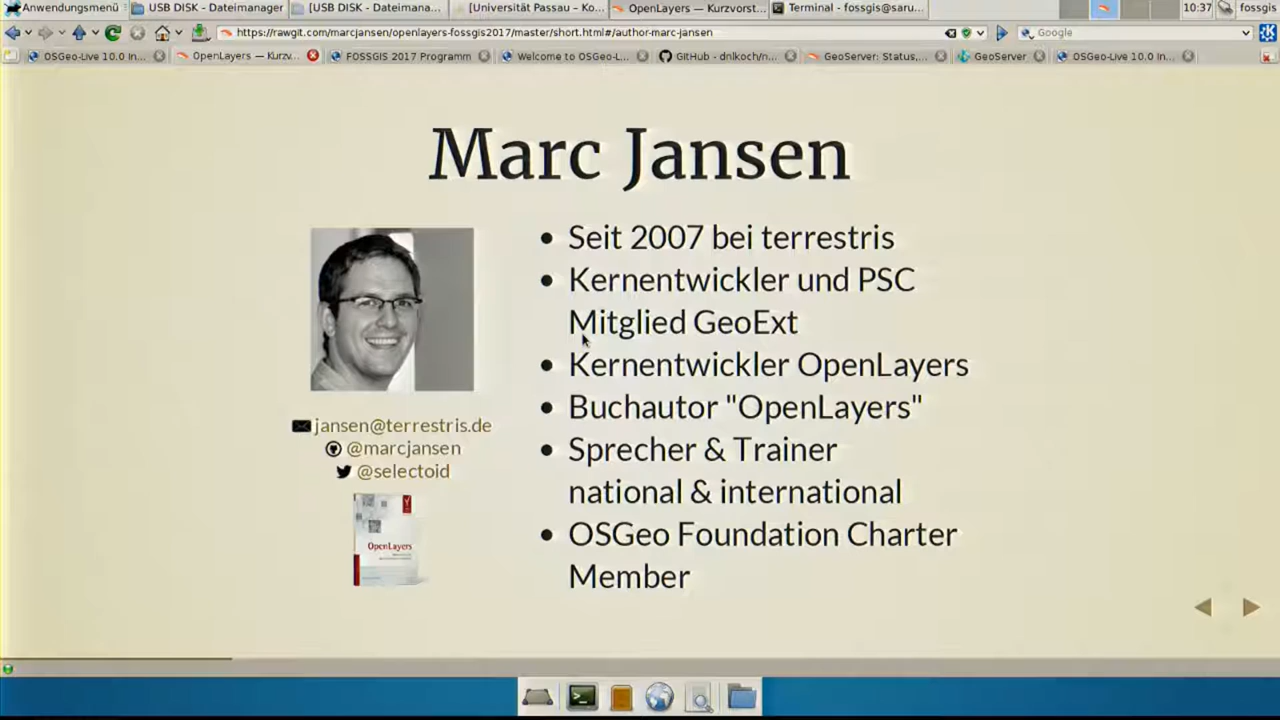 Anwendungsmenü
USB DISK - Dateimanager
[USB DISK - Dateimana...
[Universität Passau - Ko...
OpenLayers — Kurzvorst...
Terminal - fossgis@saru...
10:37
fossgis
https://rawgit.com/marcjansen/openlayers-fossgis2017/master/short.html#/author-marc-jansen
Google
OSGeo-Live 10.0 In...
OpenLayers — Kurzv...
FOSSGIS 2017 Programm
Welcome to OSGeo-L...
GitHub - dnlkoch/n...
GeoServer: Status,...
GeoServer
OSGeo-Live 10.0 In...
Marc Jansen
jansen@terrestris.de
@marcjansen
@selectoid
OpenLayers
• Seit 2007 bei terrestris
• Kernentwickler und PSC
Mitglied GeoExt
• Kernentwickler OpenLayers
• Buchautor "OpenLayers"
• Sprecher & Trainer
national & international
• OSGeo Foundation Charter
Member